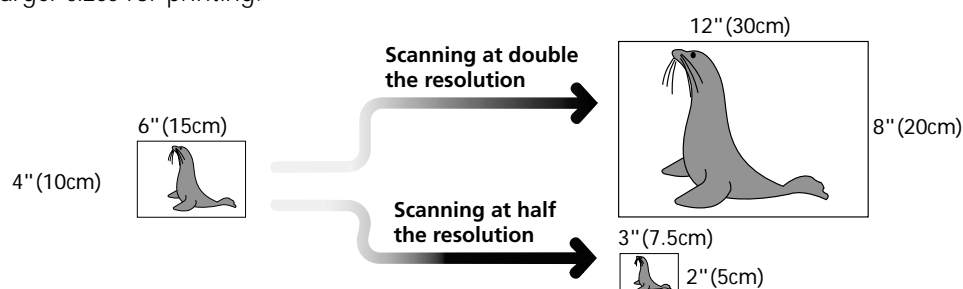 larger sizes for printing.
12"(30cm)
Scanning at double
the resolution
6"(15cm)
8"(20cm)
4"(10cm)
Scanning at half
the resolution
3"(7.5cm)
2"(5cm)